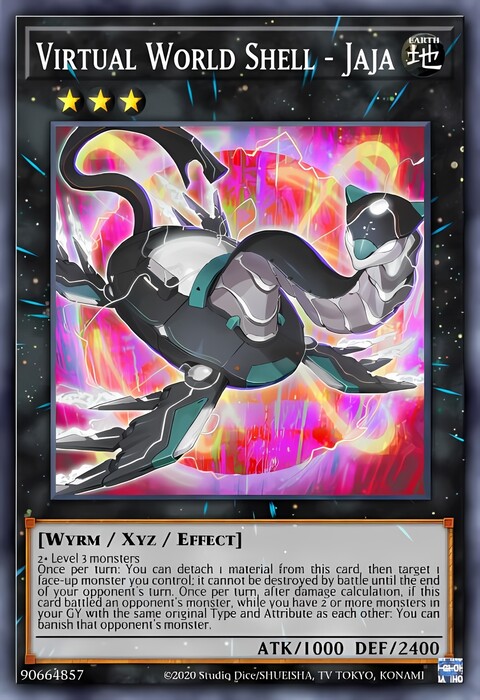 VIRTUAL WORLD SHELL - JAJA
EARTH
地
[WYRM / XYZ / EFFECT]
2+ Level 3 monsters
Once per turn: You can detach 1 material from this card, then target 1
face-up monster you control; it cannot be destroyed by battle until the end
of your opponent's turn. Once per turn, after damage calculation, if this
card battled an opponent's monster, while you have 2 or more monsters in
your GY with the same original Type and Attribute as each other: You can
banish that opponent's monster.
ATK/1000 DEF/2400
90664857
©2020 Studio Dice/SHUEISHA, TV TOKYO, KONAMI